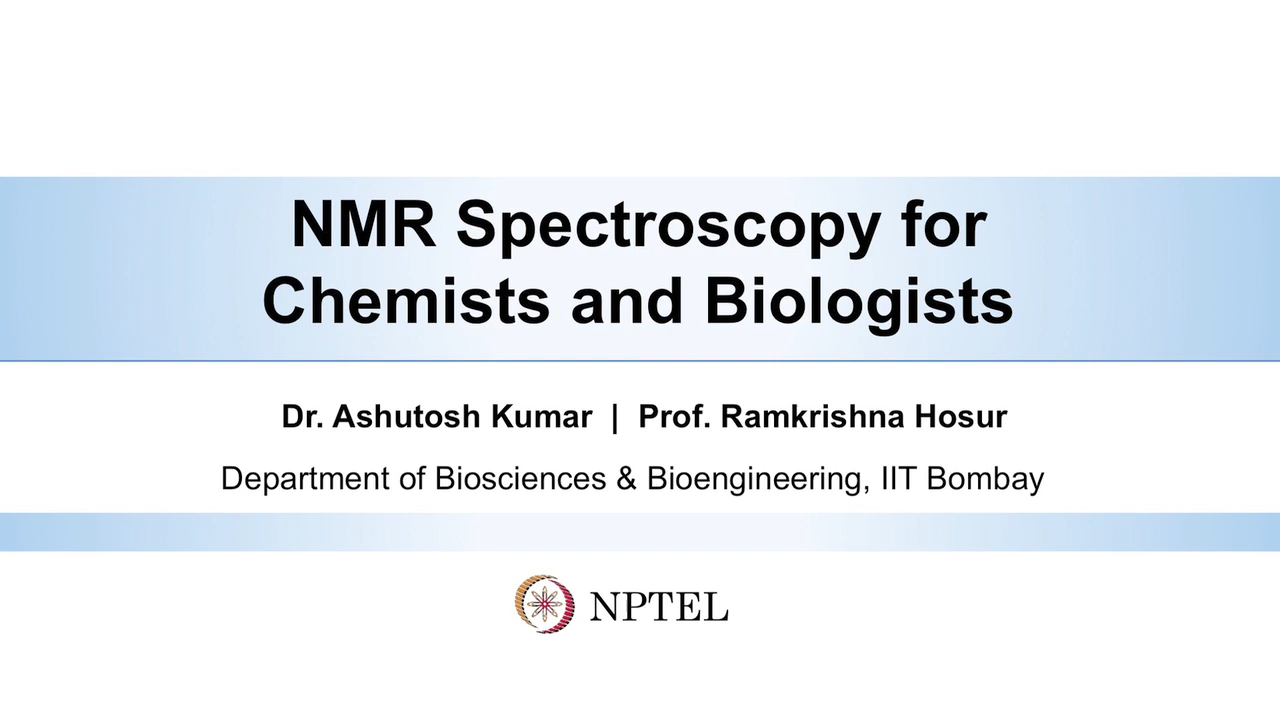 NMR Spectroscopy for
Chemists and Biologists
Dr. Ashutosh Kumar | Prof. Ramkrishna Hosur
Department of Biosciences & Bioengineering, IIT Bombay
NPTEL